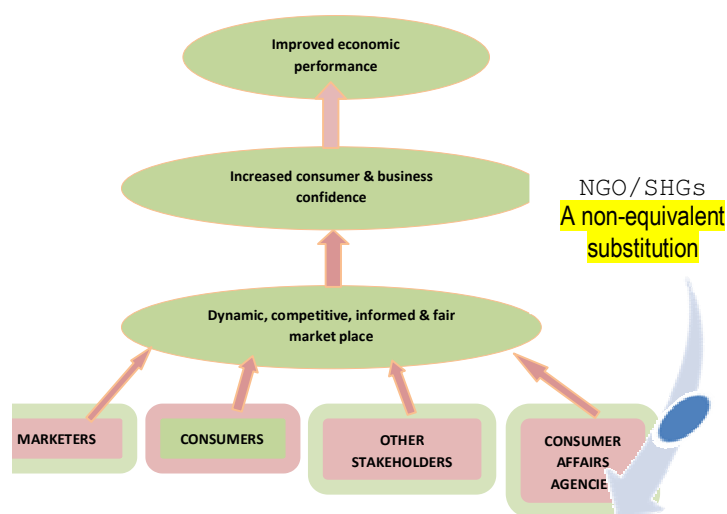 Improved economic
performance
Increased consumer & business
confidence
NGO/SHGs
A non-equivalent
substitution
Dynamic, competitive, informed & fair
market place
MARKETERS
CONSUMERS
OTHER
STAKEHOLDERS
CONSUMER
AFFAIRS
AGENCIE